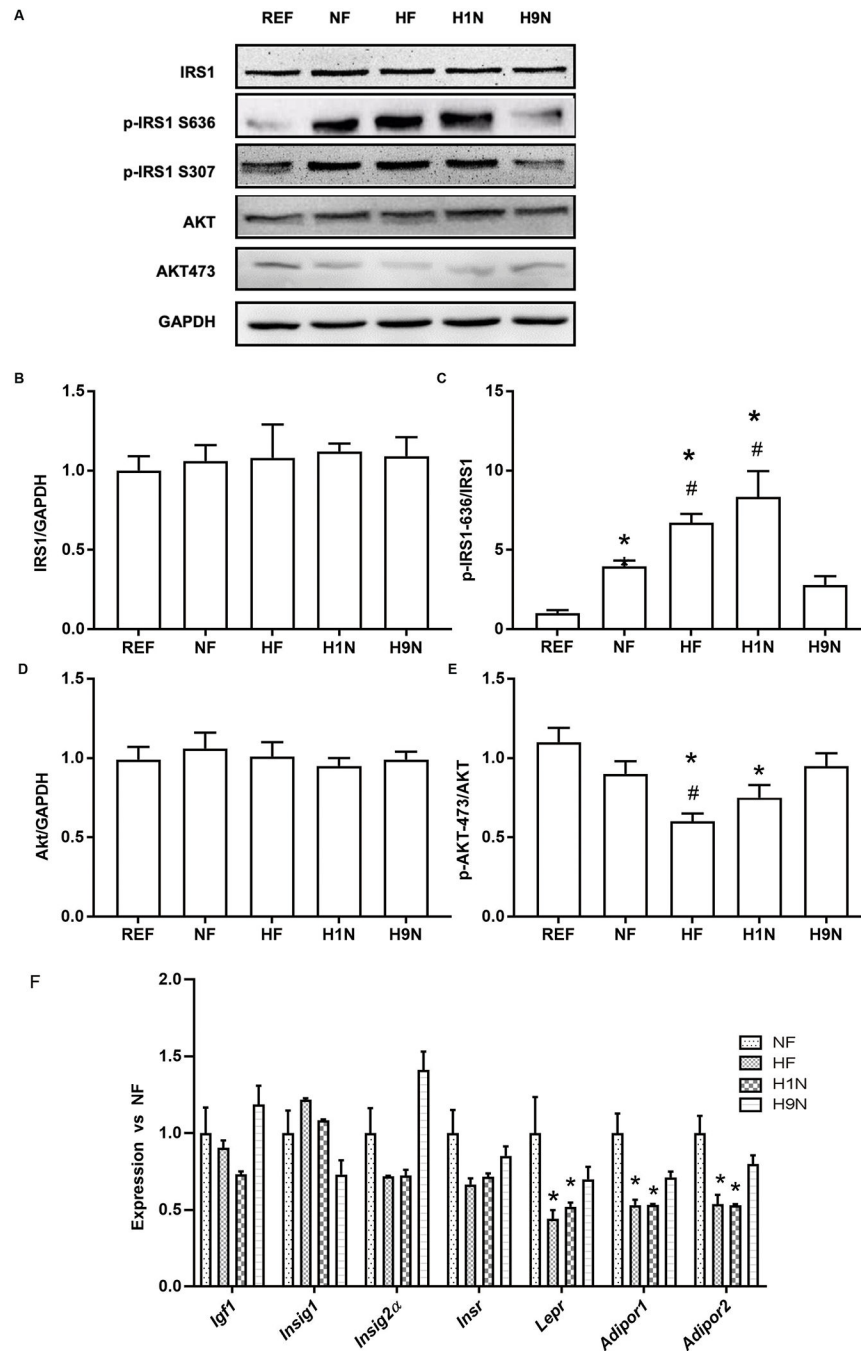 A
REF NF HF H1N H9N
IRS1
p-IRS1 S636
p-IRS1 S307
AKT
AKT473
GAPDH
B
1.5
1.0
0.5
0.0
IRS1/GAPDH
REF NF HF H1N H9N
C
15
10
5
0
p-IRS1-636/IRS1
*
*
#
*
#
REF NF HF H1N H9N
D
1.5
1.0
0.5
0.0
Akt/GAPDH
REF NF HF H1N H9N
E
1.5
1.0
0.5
0.0
p-AKT-473/AKT
*
#
*
REF NF HF H1N H9N
F
2.0
1.5
1.0
0.5
0.0
Expression vs NF
NF
HF
H1N
H9N
* *
* *
* *
Igf1 Insig1 Insig2α Insr Lepr Adipor1 Adipor2